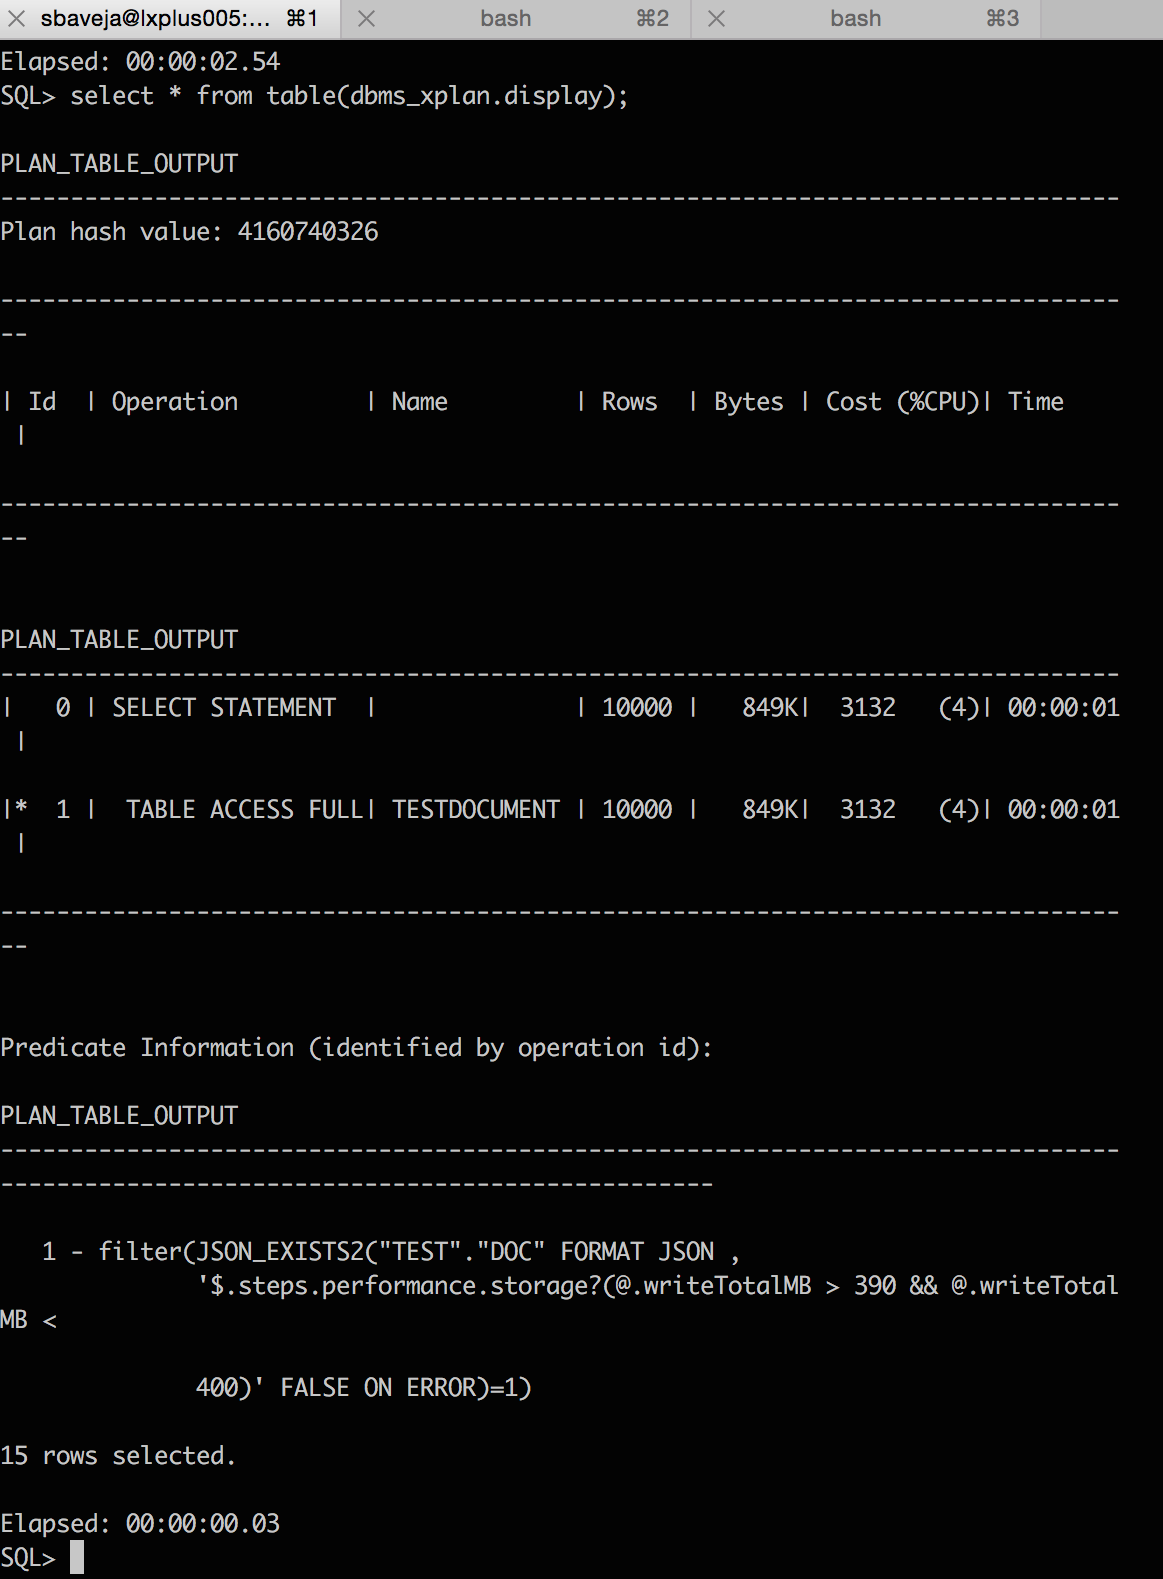 sbaveja@lxplus005:... ⌘1 bash ⌘2 bash ⌘3
Elapsed: 00:00:02.54
SQL> select * from table(dbms_xplan.display);
PLAN_TABLE_OUTPUT
--------------------------------------------------------------------------------
Plan hash value: 4160740326
--------------------------------------------------------------------------------
--
| Id  | Operation         | Name           | Rows  | Bytes | Cost (%CPU)| Time
 |
--------------------------------------------------------------------------------
--
PLAN_TABLE_OUTPUT
--------------------------------------------------------------------------------
|   0 | SELECT STATEMENT  |              | 10000 |   849K|  3132   (4)| 00:00:01
 |
|*  1 |  TABLE ACCESS FULL| TESTDOCUMENT | 10000 |   849K|  3132   (4)| 00:00:01
 |
--------------------------------------------------------------------------------
--
Predicate Information (identified by operation id):
PLAN_TABLE_OUTPUT
--------------------------------------------------------------------------------
---------------------------------------------------
   1 - filter(JSON_EXISTS2("TEST"."DOC" FORMAT JSON ,
              '$.steps.performance.storage?(@.writeTotalMB > 390 && @.writeTotal
MB <
              400)' FALSE ON ERROR)=1)
15 rows selected.
Elapsed: 00:00:00.03
SQL>